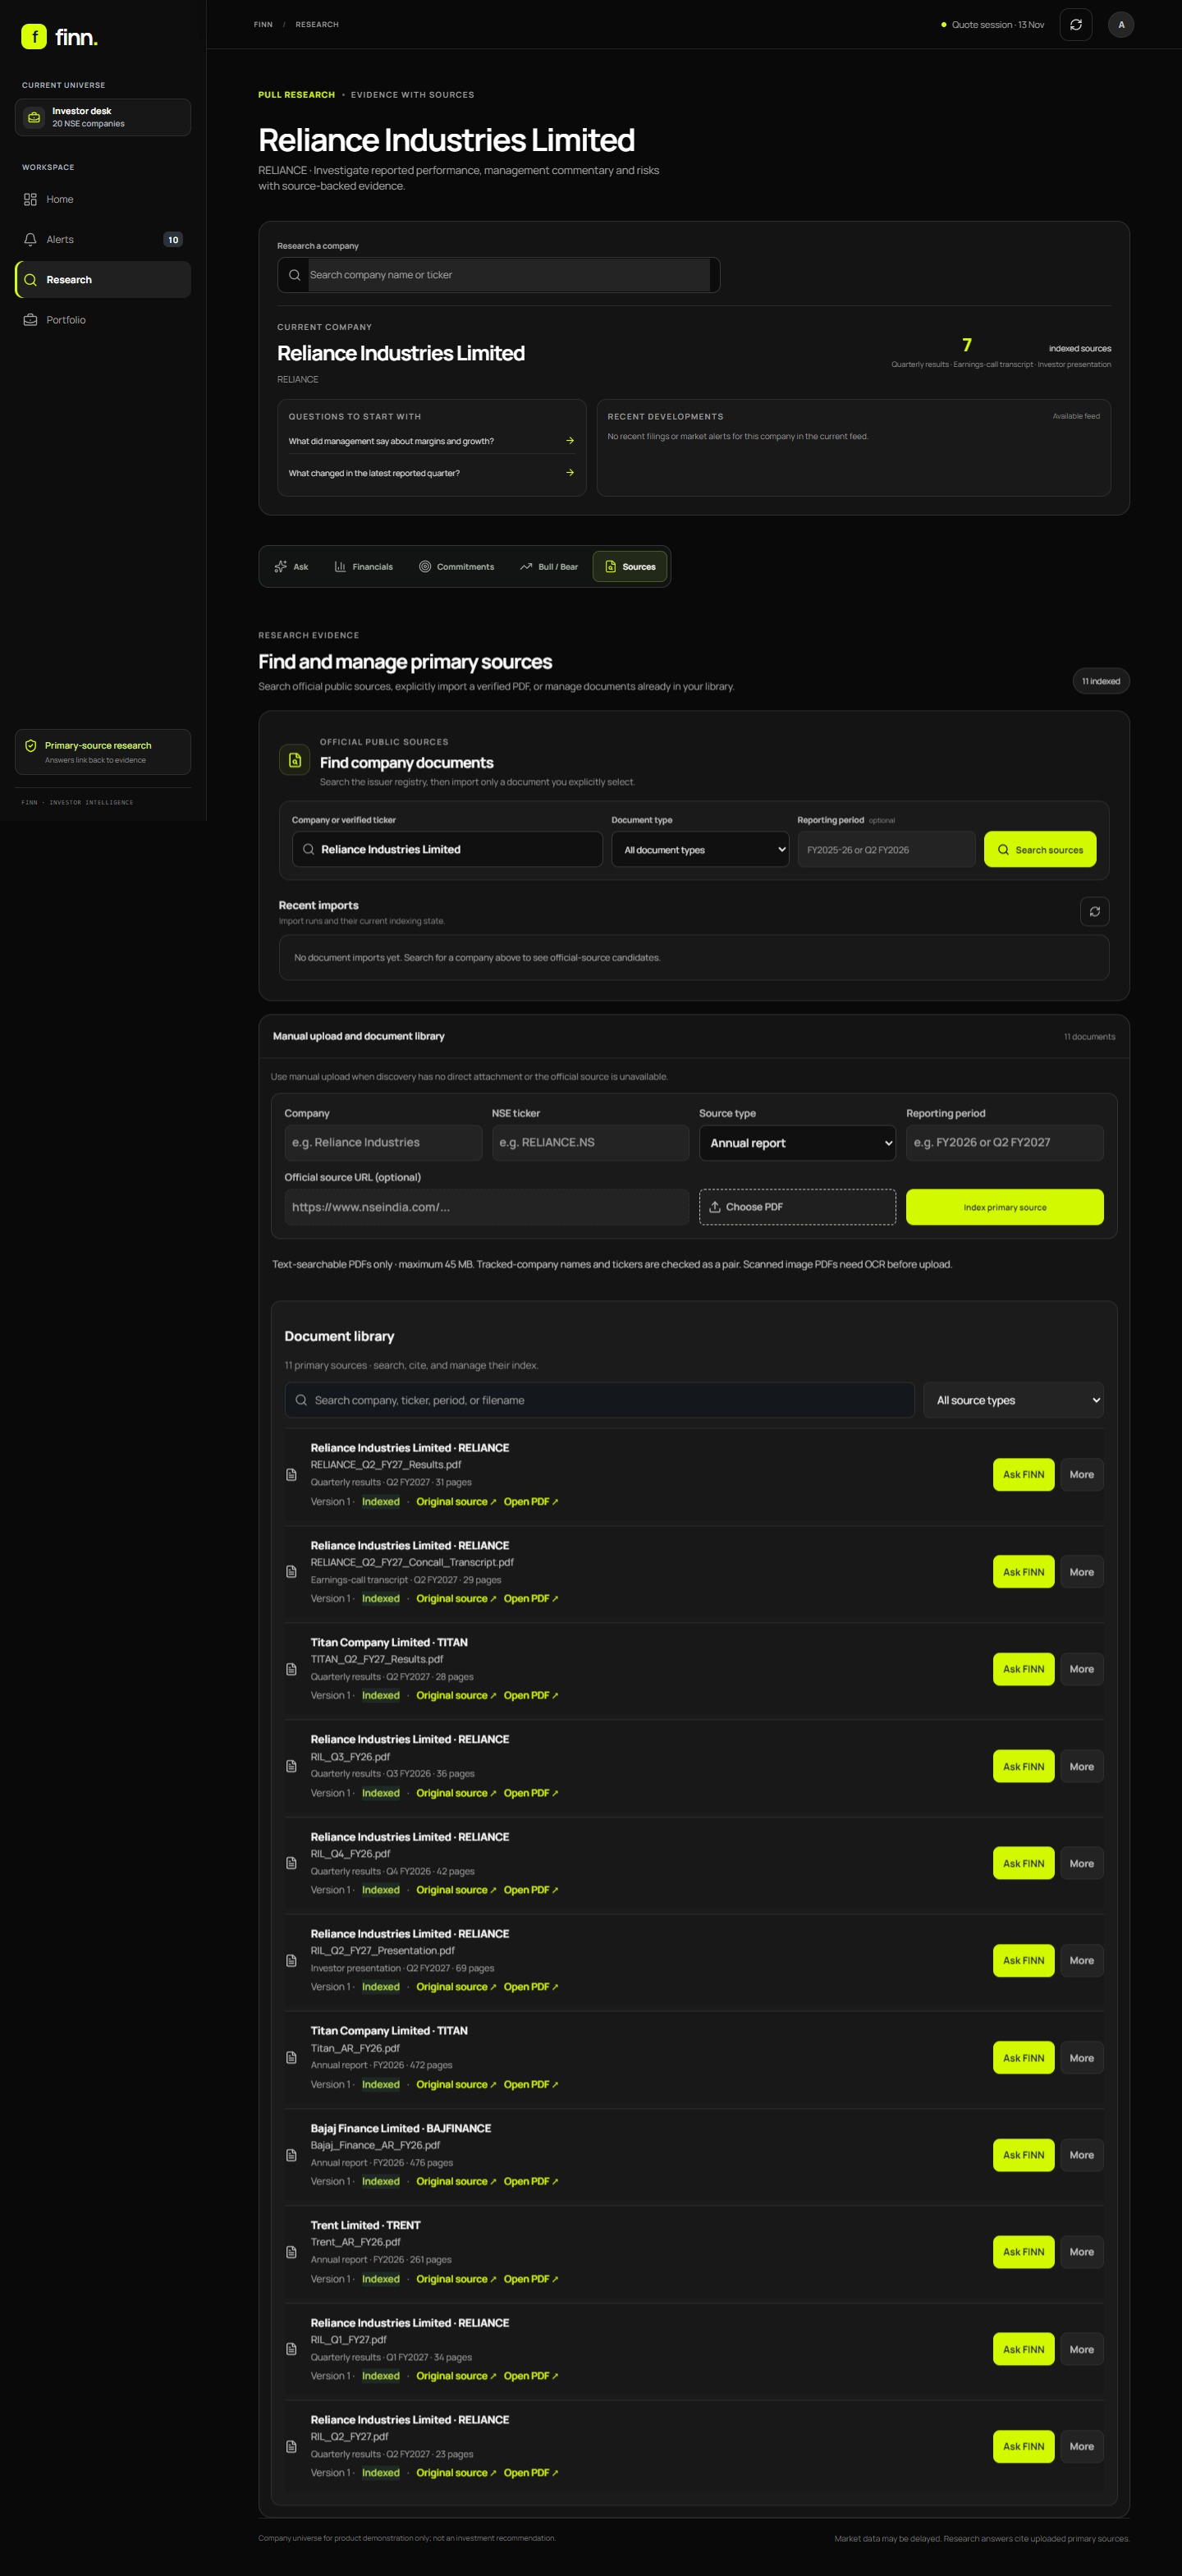 f finn.
CURRENT UNIVERSE
Investor desk
20 NSE companies
WORKSPACE
Home
Alerts 10
Research
Portfolio
Primary-source research
Answers link back to evidence
FINN · INVESTOR INTELLIGENCE
FINN / RESEARCH
Quote session · 13 Nov A
PULL RESEARCH • EVIDENCE WITH SOURCES
Reliance Industries Limited
RELIANCE · Investigate reported performance, management commentary and risks
with source-backed evidence.
Research a company
Search company name or ticker
CURRENT COMPANY
Reliance Industries Limited
RELIANCE
7 indexed sources
Quarterly results · Earnings-call transcript · Investor presentation
QUESTIONS TO START WITH
What did management say about margins and growth? →
What changed in the latest reported quarter? →
RECENT DEVELOPMENTS Available feed
No recent filings or market alerts for this company in the current feed.
Ask Financials Commitments Bull / Bear Sources
RESEARCH EVIDENCE
Find and manage primary sources
Search official public sources, explicitly import a verified PDF, or manage documents already in your library.
11 indexed
OFFICIAL PUBLIC SOURCES
Find company documents
Search the issuer registry, then import only a document you explicitly select.
Company or verified ticker Document type Reporting period optional
Reliance Industries Limited All document types FY2025-26 or Q2 FY2026 Search sources
Recent imports
Import runs and their current indexing state.
No document imports yet. Search for a company above to see official-source candidates.
Manual upload and document library 11 documents
Use manual upload when discovery has no direct attachment or the official source is unavailable.
Company NSE ticker Source type Reporting period
e.g. Reliance Industries e.g. RELIANCE.NS Annual report e.g. FY2026 or Q2 FY2027
Official source URL (optional)
https://www.nseindia.com/... Choose PDF Index primary source
Text-searchable PDFs only · maximum 45 MB. Tracked-company names and tickers are checked as a pair. Scanned image PDFs need OCR before upload.
Document library
11 primary sources · search, cite, and manage their index.
Search company, ticker, period, or filename All source types
Reliance Industries Limited · RELIANCE
RELIANCE_Q2_FY27_Results.pdf
Quarterly results · Q2 FY2027 · 31 pages
Version 1 · Indexed · Original source ↗ Open PDF ↗
Ask FINN More
Reliance Industries Limited · RELIANCE
RELIANCE_Q2_FY27_Concall_Transcript.pdf
Earnings-call transcript · Q2 FY2027 · 29 pages
Version 1 · Indexed · Original source ↗ Open PDF ↗
Ask FINN More
Titan Company Limited · TITAN
TITAN_Q2_FY27_Results.pdf
Quarterly results · Q2 FY2027 · 28 pages
Version 1 · Indexed · Original source ↗ Open PDF ↗
Ask FINN More
Reliance Industries Limited · RELIANCE
RIL_Q3_FY26.pdf
Quarterly results · Q3 FY2026 · 36 pages
Version 1 · Indexed · Original source ↗ Open PDF ↗
Ask FINN More
Reliance Industries Limited · RELIANCE
RIL_Q4_FY26.pdf
Quarterly results · Q4 FY2026 · 42 pages
Version 1 · Indexed · Original source ↗ Open PDF ↗
Ask FINN More
Reliance Industries Limited · RELIANCE
RIL_Q2_FY27_Presentation.pdf
Investor presentation · Q2 FY2027 · 69 pages
Version 1 · Indexed · Original source ↗ Open PDF ↗
Ask FINN More
Titan Company Limited · TITAN
Titan_AR_FY26.pdf
Annual report · FY2026 · 472 pages
Version 1 · Indexed · Original source ↗ Open PDF ↗
Ask FINN More
Bajaj Finance Limited · BAJFINANCE
Bajaj_Finance_AR_FY26.pdf
Annual report · FY2026 · 476 pages
Version 1 · Indexed · Original source ↗ Open PDF ↗
Ask FINN More
Trent Limited · TRENT
Trent_AR_FY26.pdf
Annual report · FY2026 · 261 pages
Version 1 · Indexed · Original source ↗ Open PDF ↗
Ask FINN More
Reliance Industries Limited · RELIANCE
RIL_Q1_FY27.pdf
Quarterly results · Q1 FY2027 · 34 pages
Version 1 · Indexed · Original source ↗ Open PDF ↗
Ask FINN More
Reliance Industries Limited · RELIANCE
RIL_Q2_FY27.pdf
Quarterly results · Q2 FY2027 · 23 pages
Version 1 · Indexed · Original source ↗ Open PDF ↗
Ask FINN More
Company universe for product demonstration only; not an investment recommendation.
Market data may be delayed. Research answers cite uploaded primary sources.